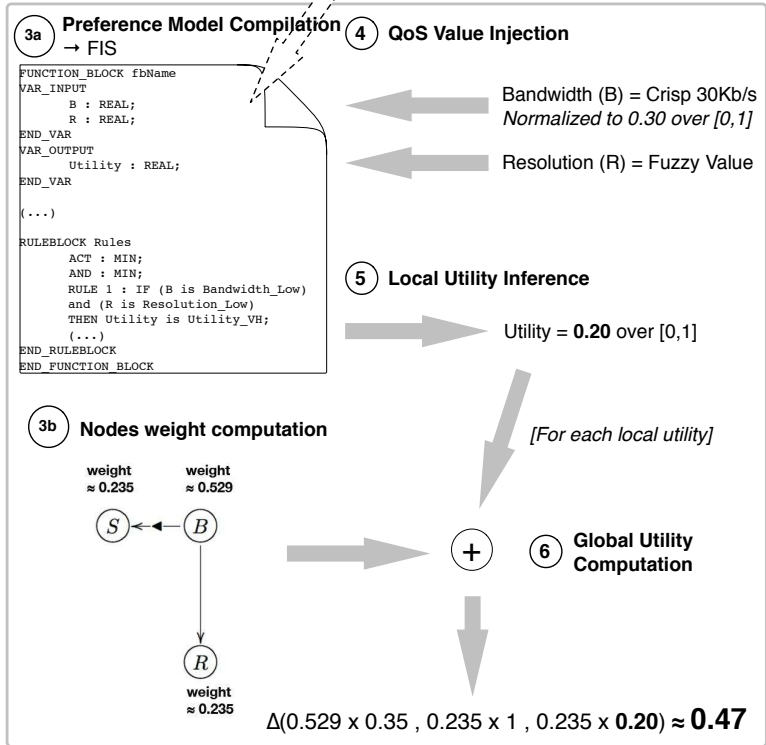 3a Preference Model Compilation
→ FIS
FUNCTION_BLOCK fbName
VAR_INPUT
B : REAL;
R : REAL;
END_VAR
VAR_OUTPUT
Utility : REAL;
END_VAR
(...)
RULEBLOCK Rules
ACT : MIN;
AND : MIN;
RULE 1 : IF (B is Bandwidth_Low)
and (R is Resolution_Low)
THEN Utility is Utility_VH;
(...)
END_RULEBLOCK
END_FUNCTION_BLOCK
4 QoS Value Injection
Bandwidth (B) = Crisp 30Kb/s
Normalized to 0.30 over [0,1]
Resolution (R) = Fuzzy Value
5 Local Utility Inference
Utility = 0.20 over [0,1]
[For each local utility]
3b Nodes weight computation
weight
≈ 0.235
weight
≈ 0.529
S
B
R
weight
≈ 0.235
+
6 Global Utility
Computation
Δ(0.529 x 0.35 , 0.235 x 1 , 0.235 x 0.20) ≈ 0.47